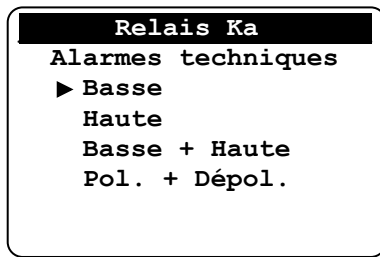 Relais Ka
Alarmes techniques
▶ Basse
Haute
Basse + Haute
Pol. + Dépol.